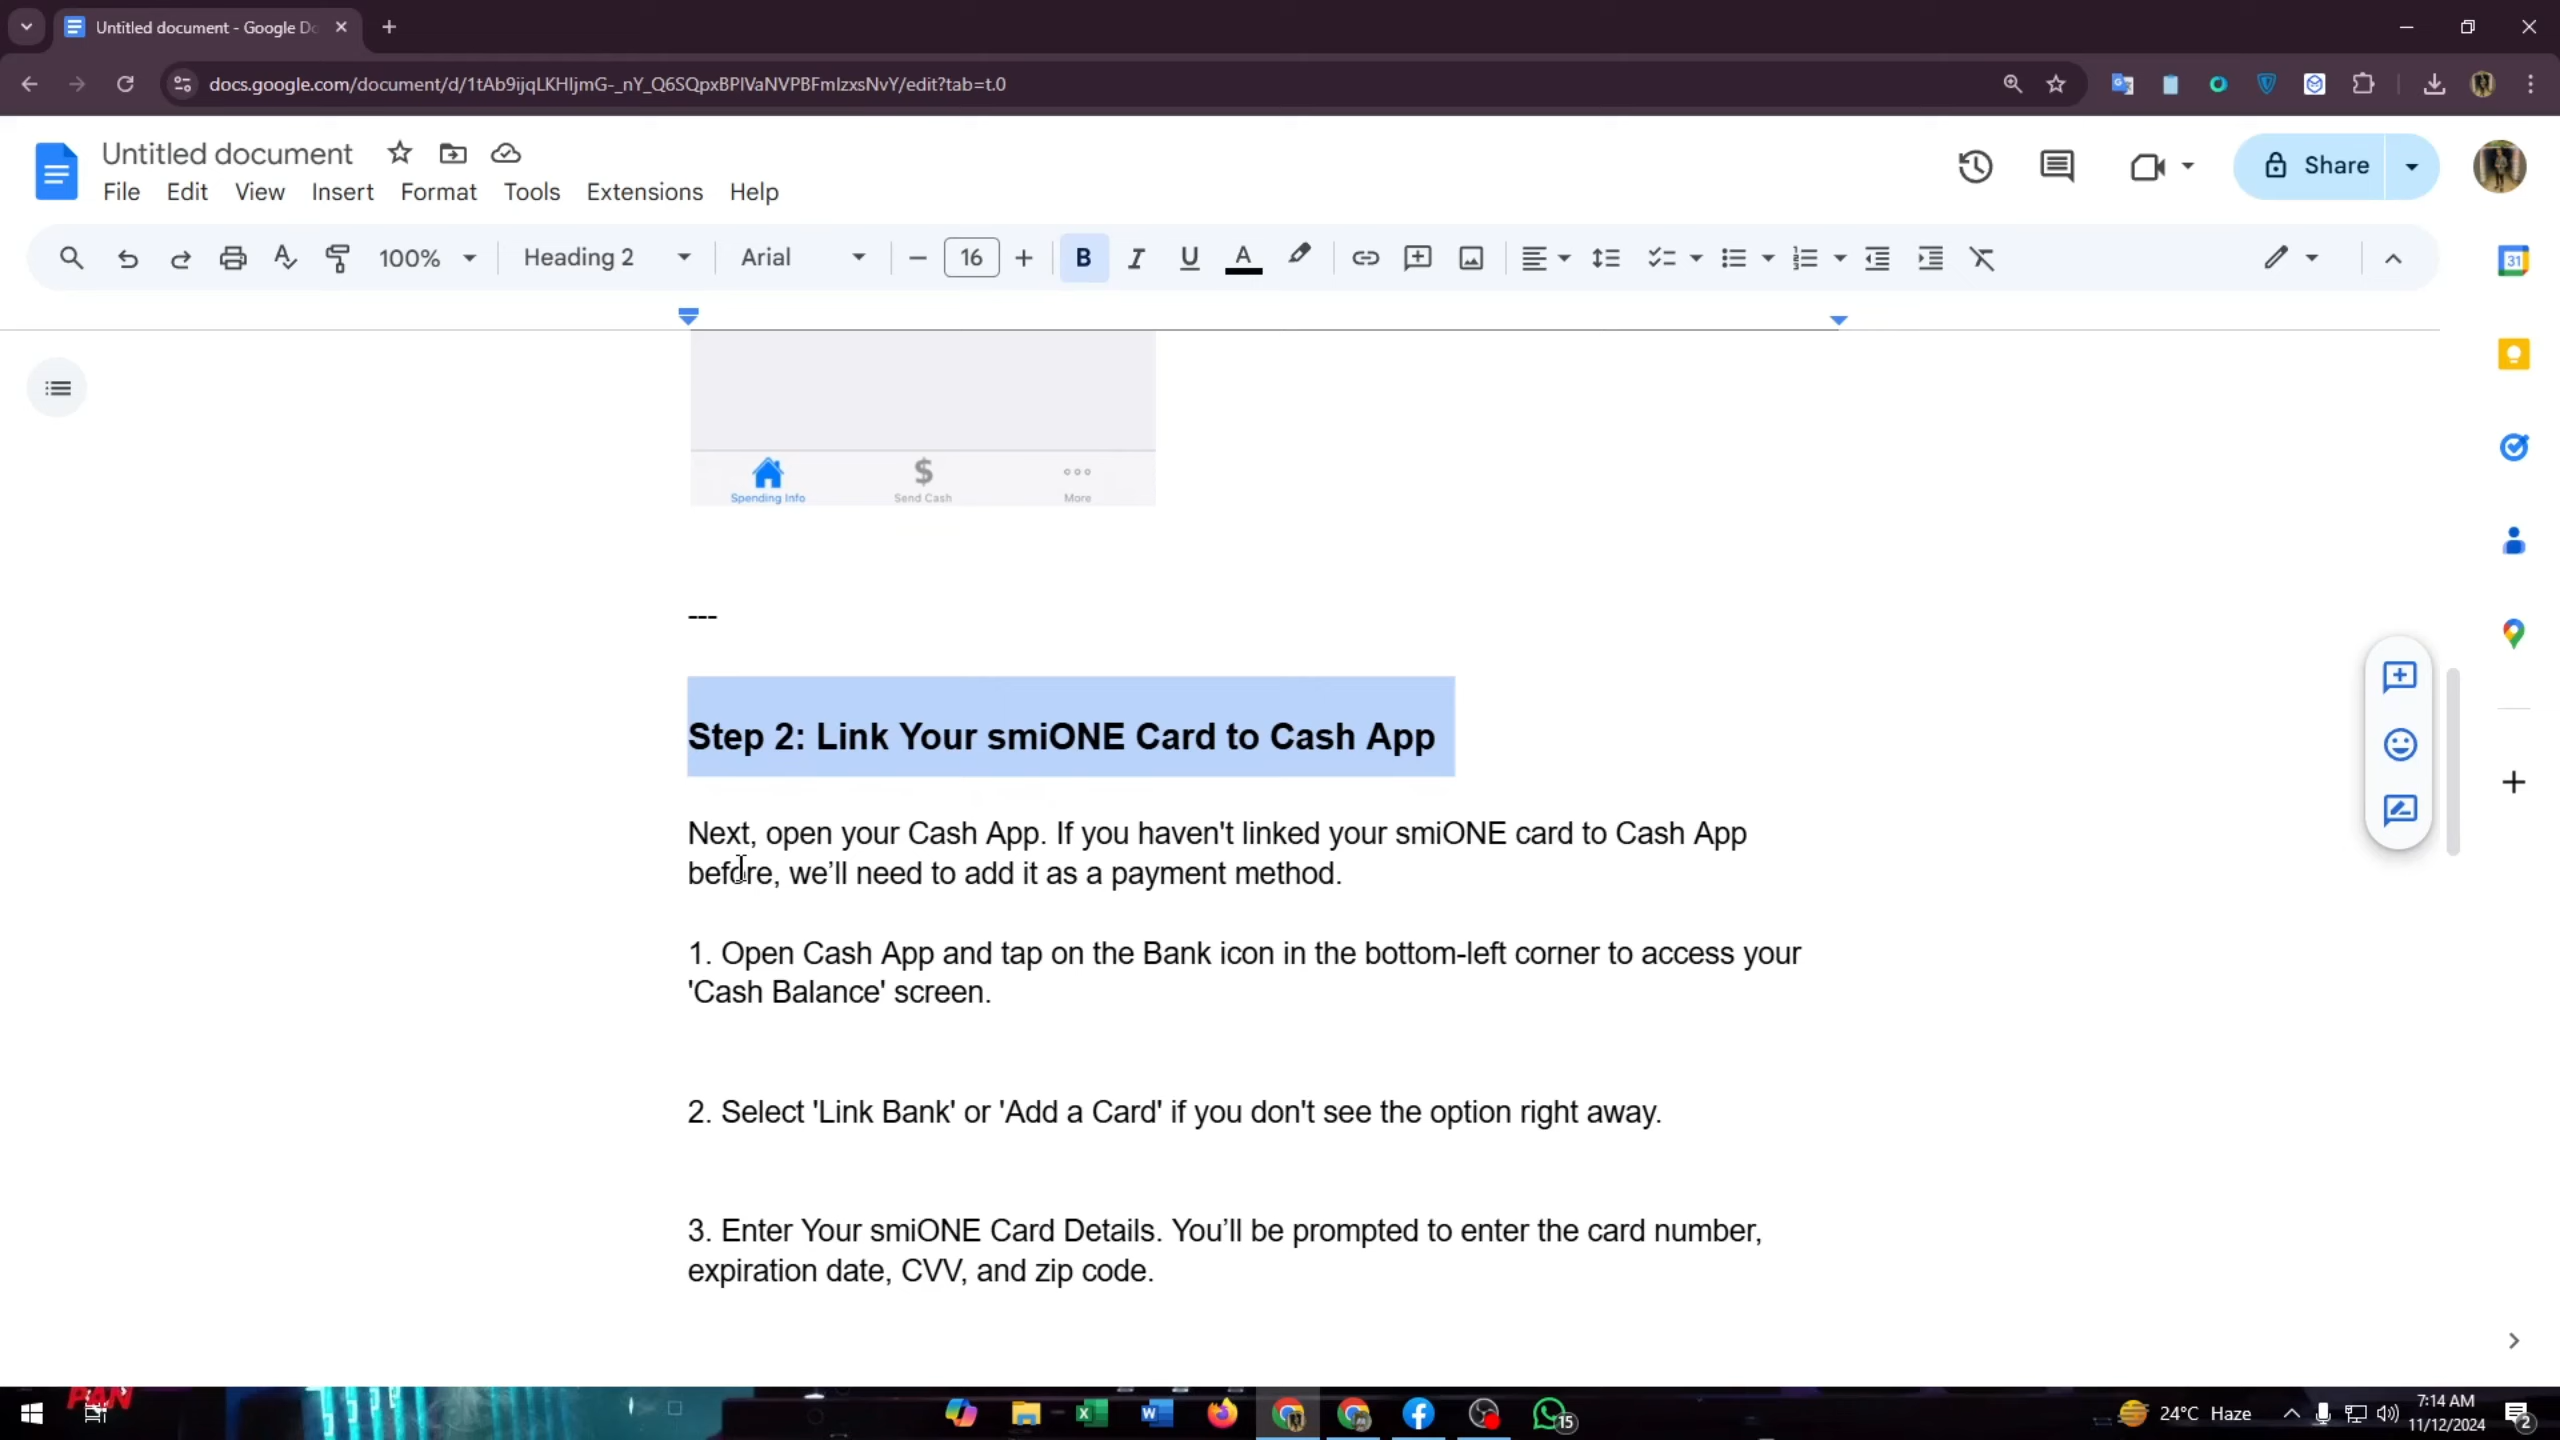 Untitled document - Google Do
docs.google.com/document/d/1tAb9ijqLKHIjmG-_nY_Q6SQpxBPlVaNVPBFmlzxsNvY/edit?tab=t.0
Untitled document
File Edit View Insert Format Tools Extensions Help
Share
100% Heading 2 Arial 16 B I U A
31
Spending Info Send Cash More
---
Step 2: Link Your smiONE Card to Cash App
Next, open your Cash App. If you haven't linked your smiONE card to Cash App
before, we’ll need to add it as a payment method.
1. Open Cash App and tap on the Bank icon in the bottom-left corner to access your
'Cash Balance' screen.
2. Select 'Link Bank' or 'Add a Card' if you don't see the option right away.
3. Enter Your smiONE Card Details. You’ll be prompted to enter the card number,
expiration date, CVV, and zip code.
15
24°C Haze
7:14 AM
11/12/2024
2